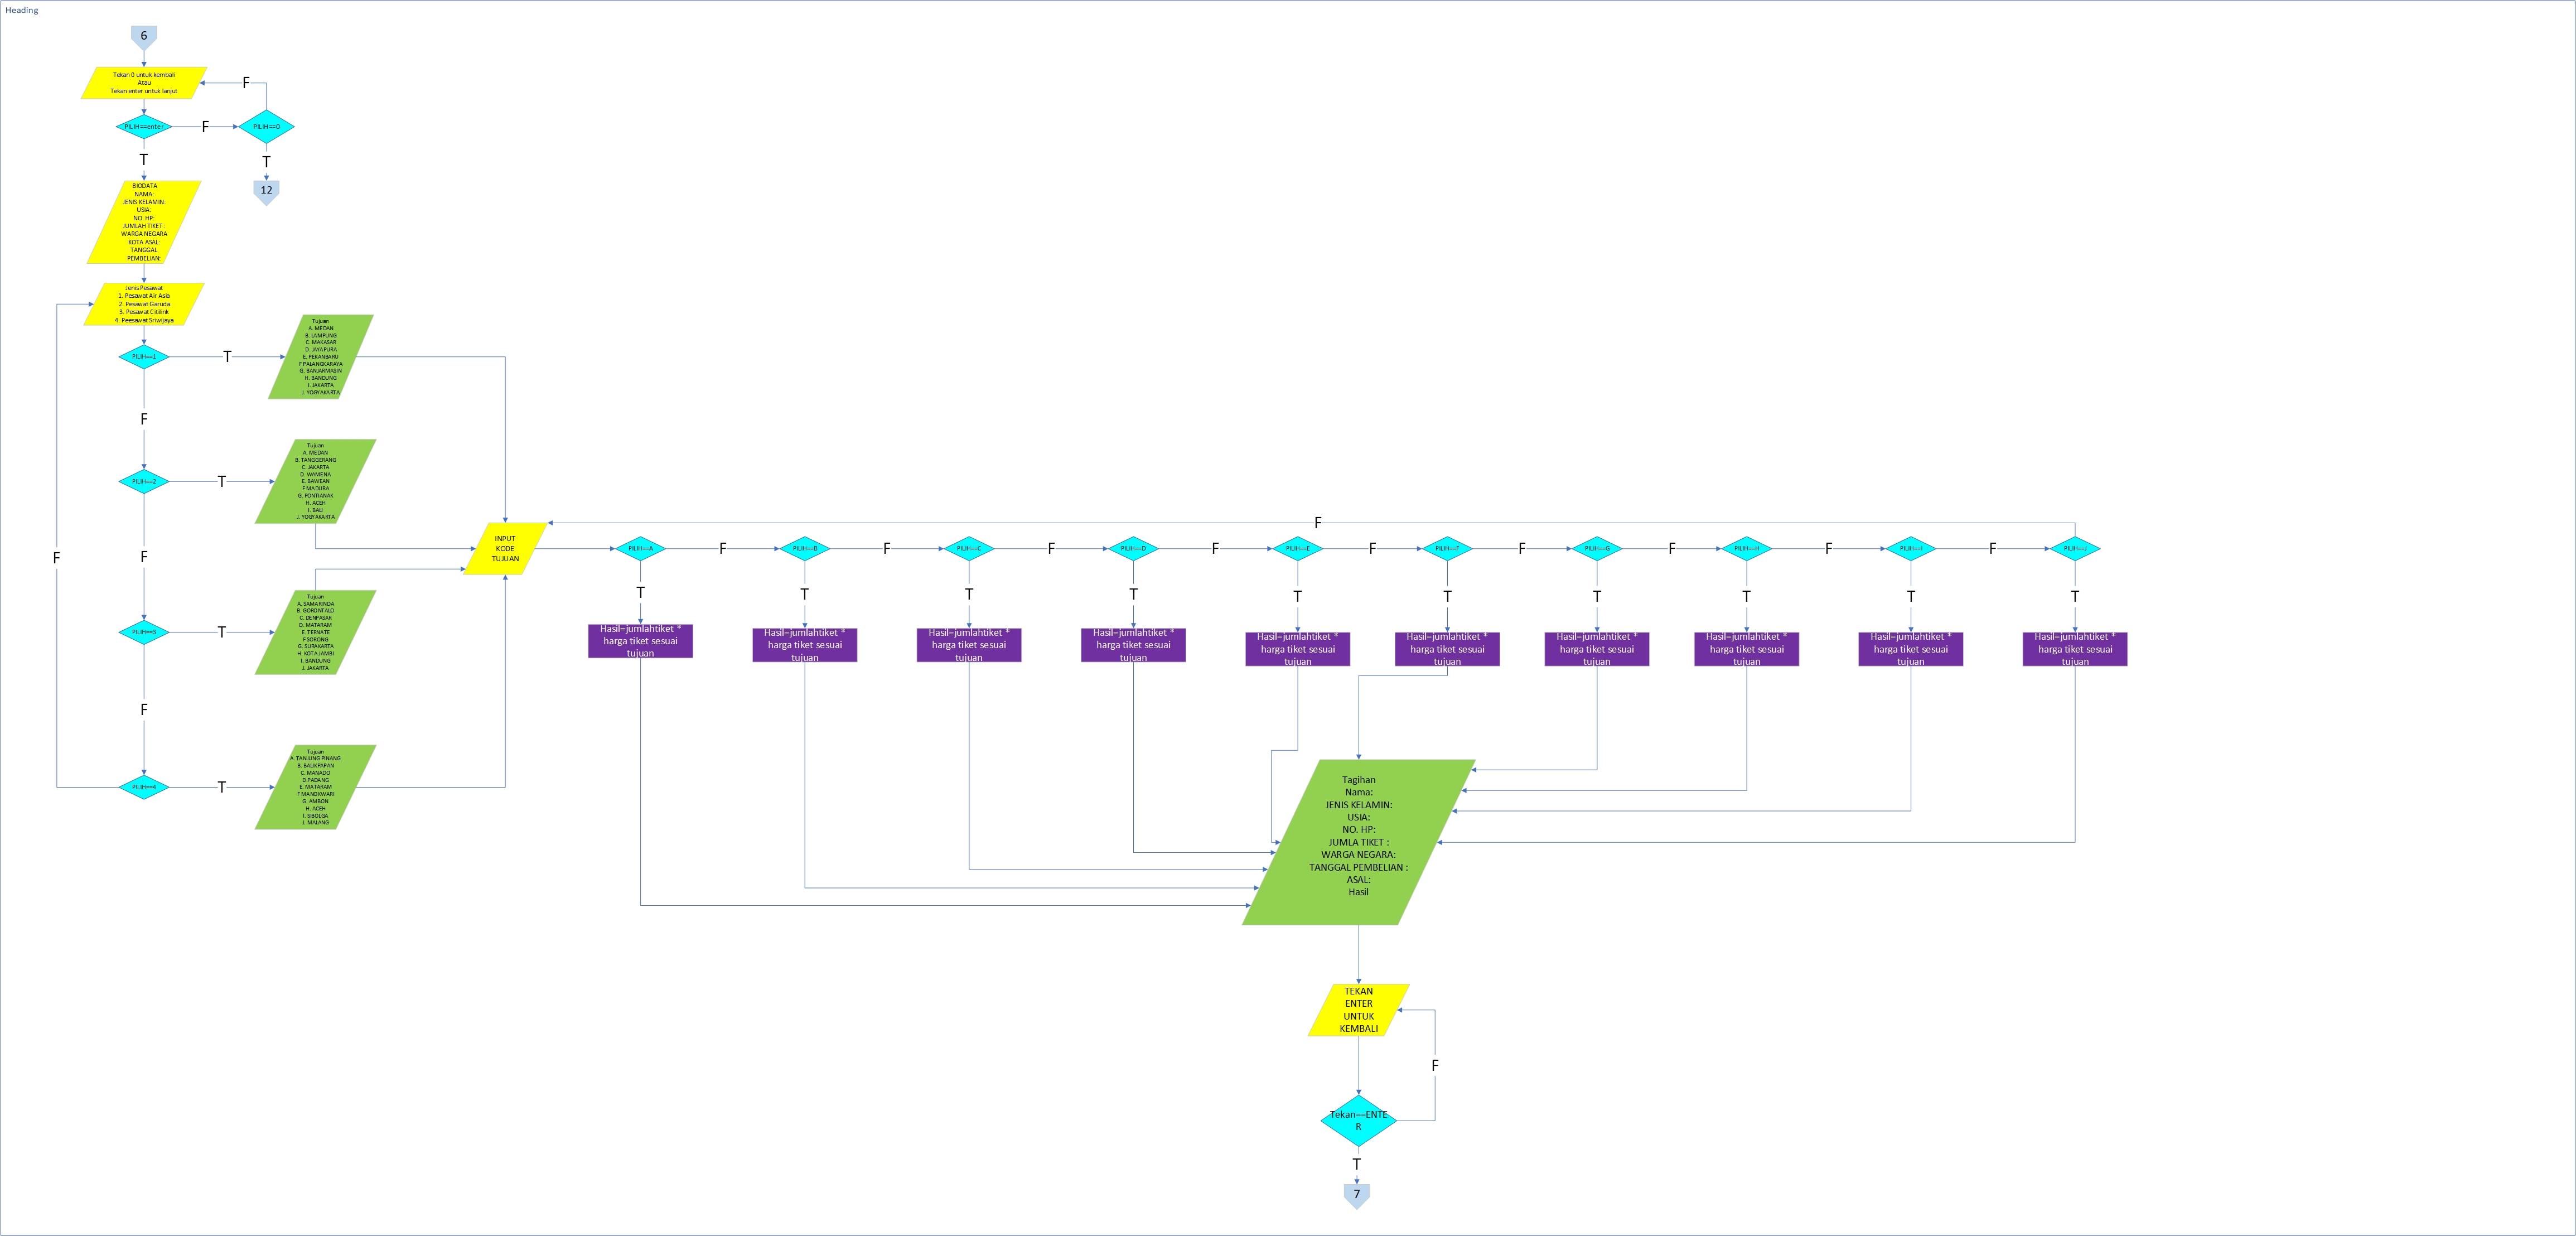 Heading
6
Tekan 0 untuk kembali
Atau
Tekan enter untuk lanjut
F
PILIH==enter
F
PILIH==0
T
T
12
BIODATA
NAMA:
JENIS KELAMIN:
USIA:
NO. HP:
JUMLAH TIKET :
WARGA NEGARA
KOTA ASAL:
TANGGAL
PEMBELIAN:
Jenis Pesawat
1. Pesawat Air Asia
2. Pesawat Garuda
3. Pesawat Citilink
4. Peesawat Sriwijaya
PILIH==1
T
Tujuan
A. MEDAN
B. LAMPUNG
C. MAKASAR
D. JAYAPURA
E. PEKANBARU
F PALANGKARAYA
G. BANJARMASIN
H. BANDUNG
I. JAKARTA
J. YOGYAKARTA
F
PILIH==2
T
Tujuan
A. MEDAN
B. TANGGERANG
C. JAKARTA
D. WAMENA
E. BAWEAN
F MADURA
G. PONTIANAK
H. ACEH
I. BALI
J. YOGYAKARTA
F
F
PILIH==3
T
Tujuan
A. SAMARINDA
B. GORONTALO
C. DENPASAR
D. MATARAM
E. TERNATE
F SORONG
G. SURAKARTA
H. KOTA JAMBI
I. BANDUNG
J. JAKARTA
F
PILIH==4
T
Tujuan
A. TANJUNG PINANG
B. BALIKPAPAN
C. MANADO
D.PADANG
E. MATARAM
F MANOKWARI
G. AMBON
H. ACEH
I. SIBOLGA
J. MALANG
INPUT
KODE
TUJUAN
F
PILIH==A
F
PILIH==B
F
PILIH==C
F
PILIH==D
F
PILIH==E
F
PILIH==F
F
PILIH==G
F
PILIH==H
F
PILIH==I
F
PILIH==J
T
T
T
T
T
T
T
T
T
T
Hasil=jumlahtiket *
harga tiket sesuai
tujuan
Hasil=jumlahtiket *
harga tiket sesuai
tujuan
Hasil=jumlahtiket *
harga tiket sesuai
tujuan
Hasil=jumlahtiket *
harga tiket sesuai
tujuan
Hasil=jumlahtiket *
harga tiket sesuai
tujuan
Hasil=jumlahtiket *
harga tiket sesuai
tujuan
Hasil=jumlahtiket *
harga tiket sesuai
tujuan
Hasil=jumlahtiket *
harga tiket sesuai
tujuan
Hasil=jumlahtiket *
harga tiket sesuai
tujuan
Hasil=jumlahtiket *
harga tiket sesuai
tujuan
Tagihan
Nama:
JENIS KELAMIN:
USIA:
NO. HP:
JUMLA TIKET :
WARGA NEGARA:
TANGGAL PEMBELIAN :
ASAL:
Hasil
TEKAN
ENTER
UNTUK
KEMBALI
F
Tekan==ENTE
R
T
7